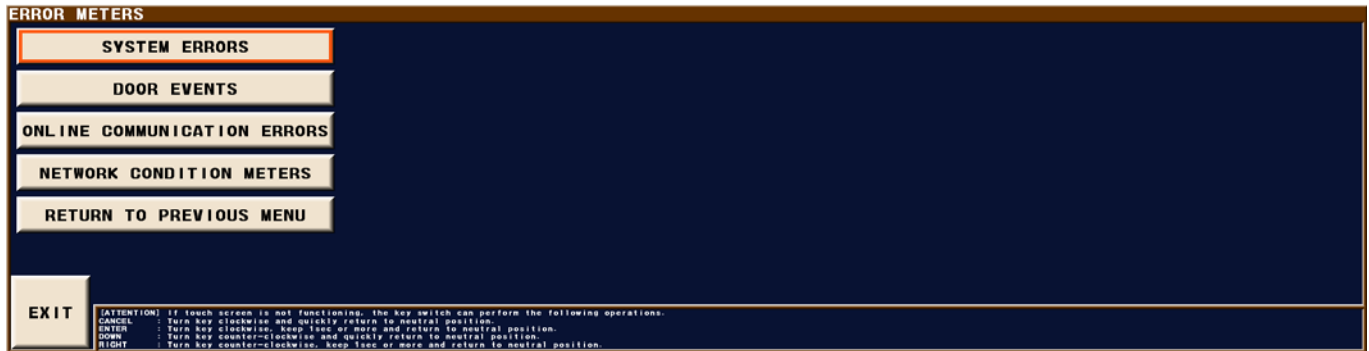 ERROR METERS
SYSTEM ERRORS
DOOR EVENTS
ONLINE COMMUNICATION ERRORS
NETWORK CONDITION METERS
RETURN TO PREVIOUS MENU
EXIT
[ATTENTION] If touch screen is not functioning, the key switch can perform the following operations.
CANCEL : Turn key clockwise and quickly return to neutral position.
ENTER : Turn key clockwise, keep 1sec or more and return to neutral position.
DOWN : Turn key counter-clockwise and quickly return to neutral position.
RIGHT : Turn key counter-clockwise, keep 1sec or more and return to neutral position.